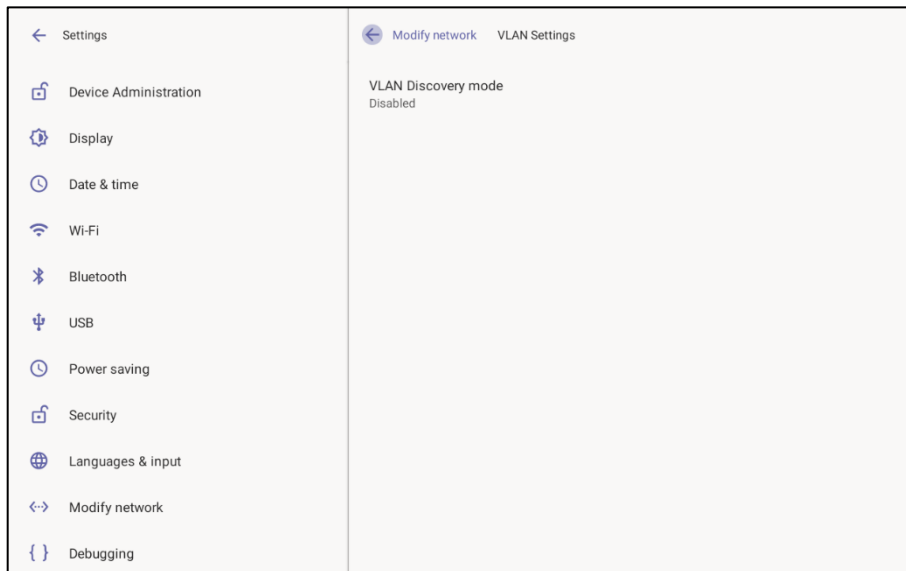 Settings
Device Administration
Display
Date & time
Wi-Fi
Bluetooth
USB
Power saving
Security
Languages & input
Modify network
Debugging
Modify network VLAN Settings
VLAN Discovery mode
Disabled